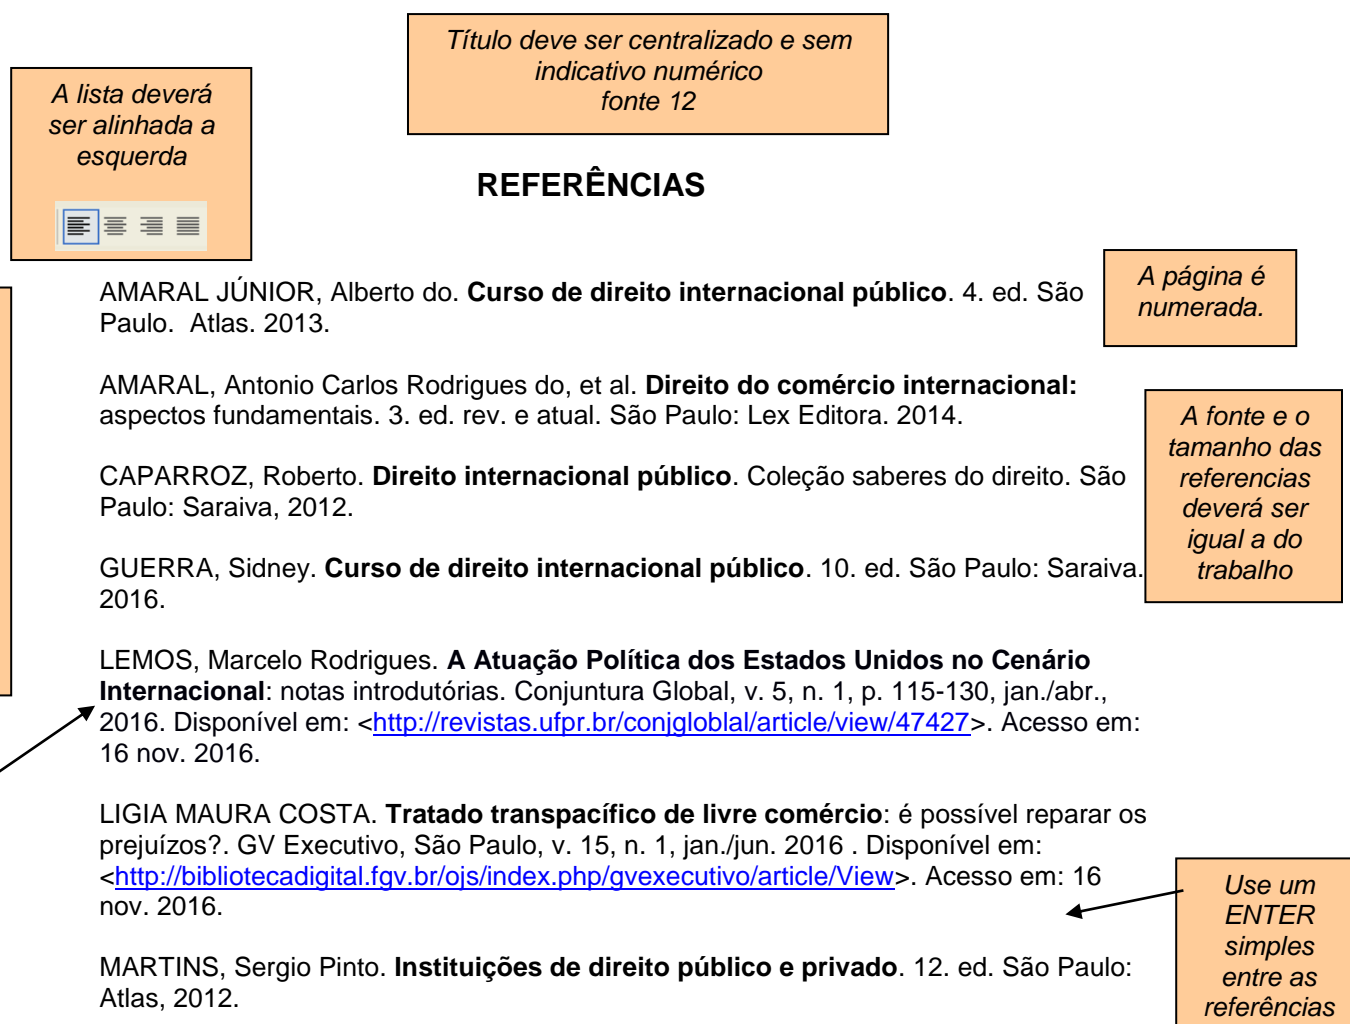 Título deve ser centralizado e sem
indicativo numérico
fonte 12
A lista deverá
ser alinhada a
esquerda
REFERÊNCIAS
A página é
numerada.
AMARAL JÚNIOR, Alberto do. Curso de direito internacional público. 4. ed. São
Paulo.  Atlas. 2013.
AMARAL, Antonio Carlos Rodrigues do, et al. Direito do comércio internacional:
aspectos fundamentais. 3. ed. rev. e atual. São Paulo: Lex Editora. 2014.
A fonte e o
tamanho das
referencias
deverá ser
igual a do
trabalho
CAPARROZ, Roberto. Direito internacional público. Coleção saberes do direito. São
Paulo: Saraiva, 2012.
GUERRA, Sidney. Curso de direito internacional público. 10. ed. São Paulo: Saraiva.
2016.
LEMOS, Marcelo Rodrigues. A Atuação Política dos Estados Unidos no Cenário
Internacional: notas introdutórias. Conjuntura Global, v. 5, n. 1, p. 115-130, jan./abr.,
2016. Disponível em: <http://revistas.ufpr.br/conjgloblal/article/view/47427>. Acesso em:
16 nov. 2016.
LIGIA MAURA COSTA. Tratado transpacífico de livre comércio: é possível reparar os
prejuízos?. GV Executivo, São Paulo, v. 15, n. 1, jan./jun. 2016 . Disponível em:
<http://bibliotecadigital.fgv.br/ojs/index.php/gvexecutivo/article/View>. Acesso em: 16
nov. 2016.
Use um
ENTER
simples
entre as
referências
MARTINS, Sergio Pinto. Instituições de direito público e privado. 12. ed. São Paulo:
Atlas, 2012.